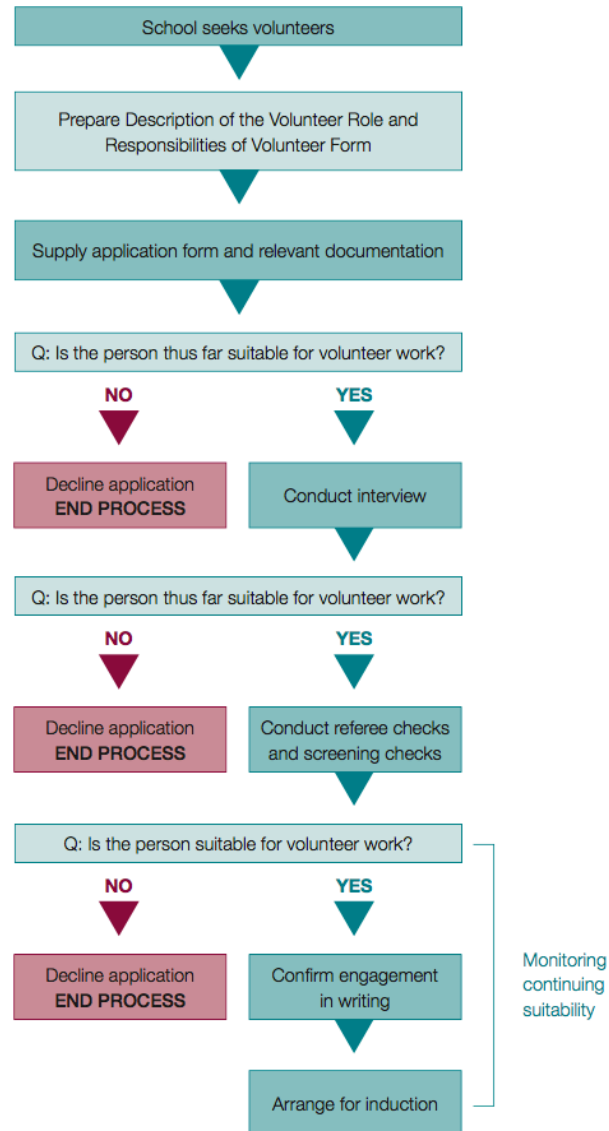 School seeks volunteers
Prepare Description of the Volunteer Role and
Responsibilities of Volunteer Form
Supply application form and relevant documentation
Q: Is the person thus far suitable for volunteer work?
NO
YES
Decline application
END PROCESS
Conduct interview
Q: Is the person thus far suitable for volunteer work?
NO
YES
Decline application
END PROCESS
Conduct referee checks
and screening checks
Q: Is the person suitable for volunteer work?
NO
YES
Decline application
END PROCESS
Confirm engagement
in writing
Monitoring
continuing
suitability
Arrange for induction